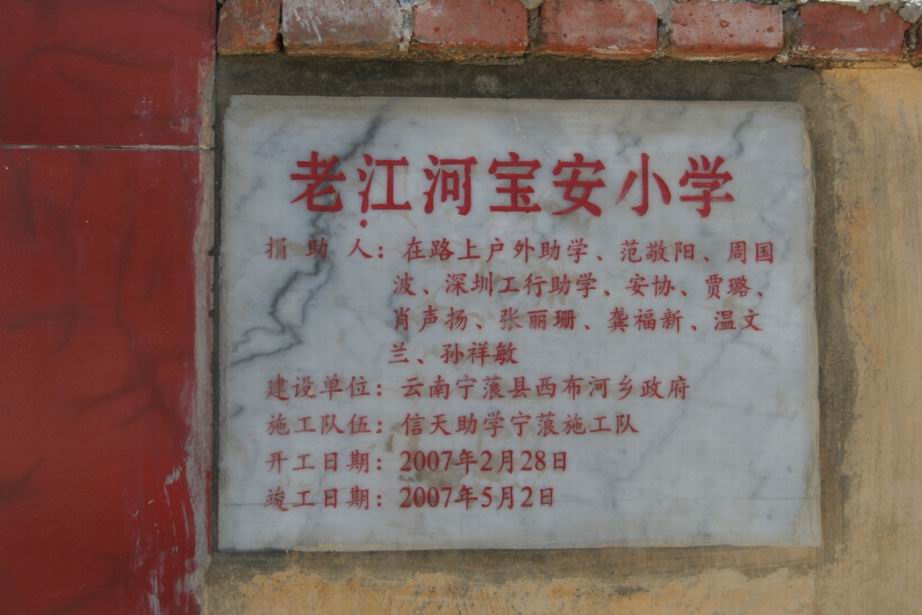 老江河宝安小学
捐助人：在路上户外助学、范敬阳、周国
波、深圳工行助学、安协、贾璐、
肖声扬、张丽珊、龚福新、温文
兰、孙祥敏
建设单位：云南宁蒗县西布河乡政府
施工队伍：信天助学宁蒗施工队
开工日期：2007年2月28日
竣工日期：2007年5月2日